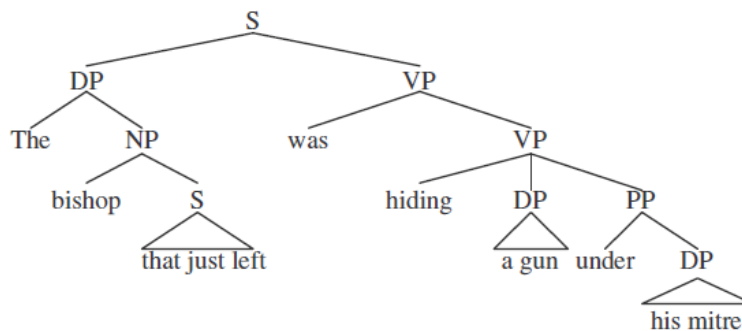 S
DP VP
The NP was VP
bishop S hiding DP PP
that just left a gun under DP
his mitre